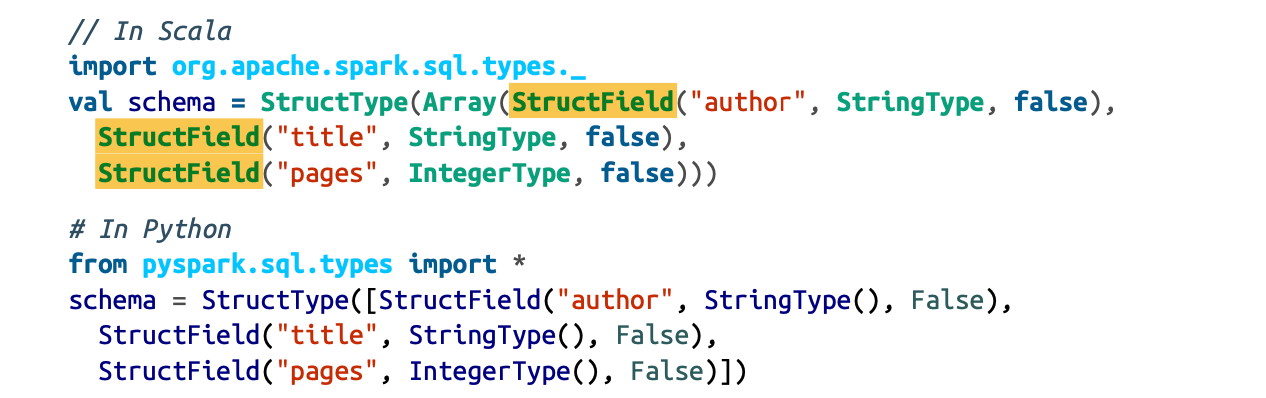 // In Scala
import org.apache.spark.sql.types._
val schema = StructType(Array(StructField("author", StringType, false),
  StructField("title", StringType, false),
  StructField("pages", IntegerType, false)))
# In Python
from pyspark.sql.types import *
schema = StructType([StructField("author", StringType(), False),
  StructField("title", StringType(), False),
  StructField("pages", IntegerType(), False)])